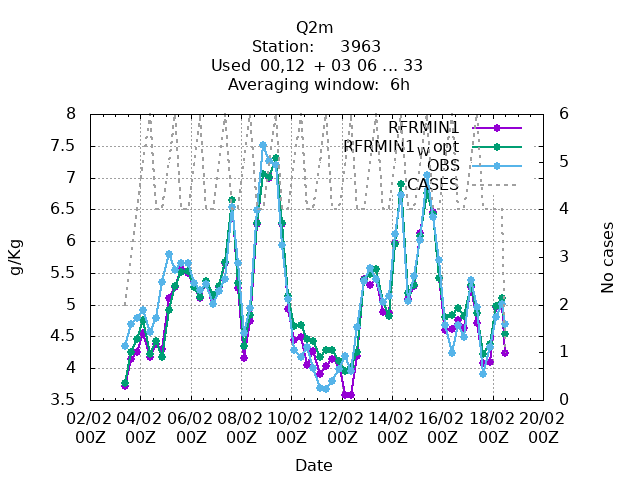 Q2m
Station: 3963
Used 00,12 + 03 06 ... 33
Averaging window: 6h
8
7.5
7
6.5
6
5.5
5
4.5
4
3.5
g/Kg
6
5
4
3
2
1
0
No cases
RFRMIN1
RFRMIN1_W opt
OBS
CASES
02/02 04/02 06/02 08/02 10/02 12/02 14/02 16/02 18/02 20/02
00Z 00Z 00Z 00Z 00Z 00Z 00Z 00Z 00Z 00Z
Date